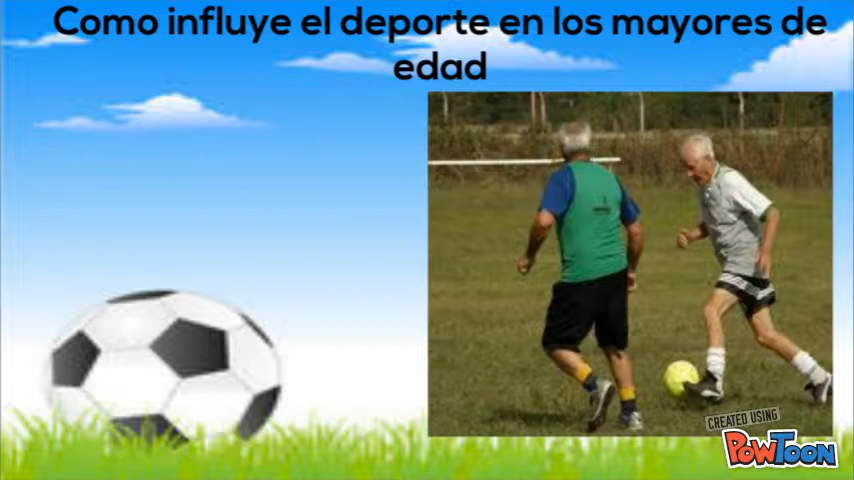 Como influye el deporte en los mayores de
edad
CREATED USING
POWTOON